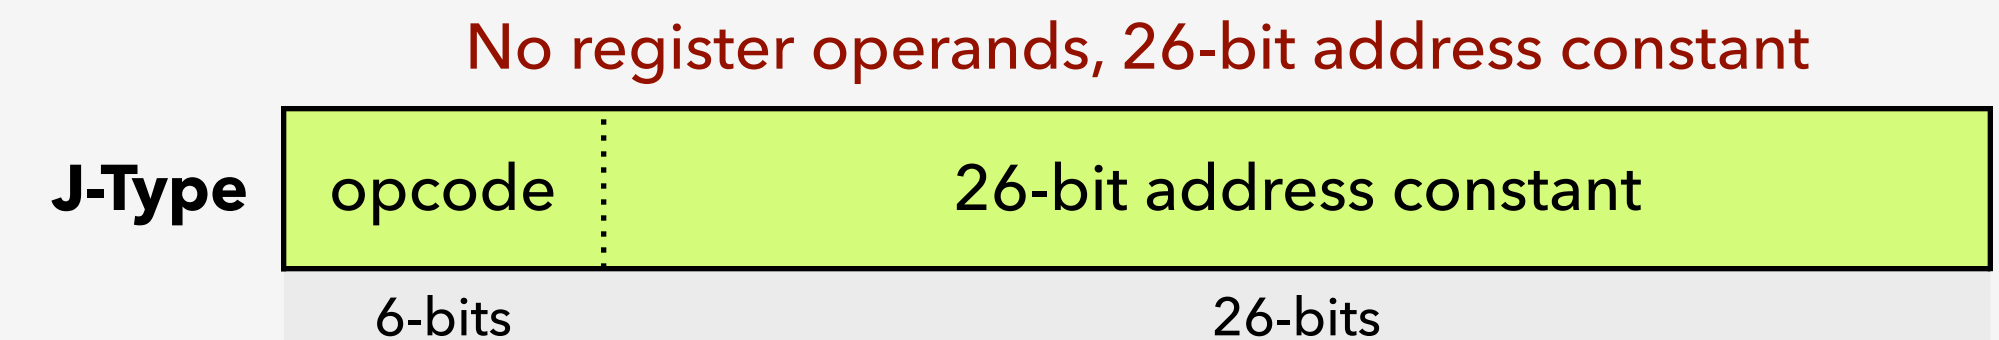 No register operands, 26-bit address constant
J-Type opcode 26-bit address constant
6-bits 26-bits